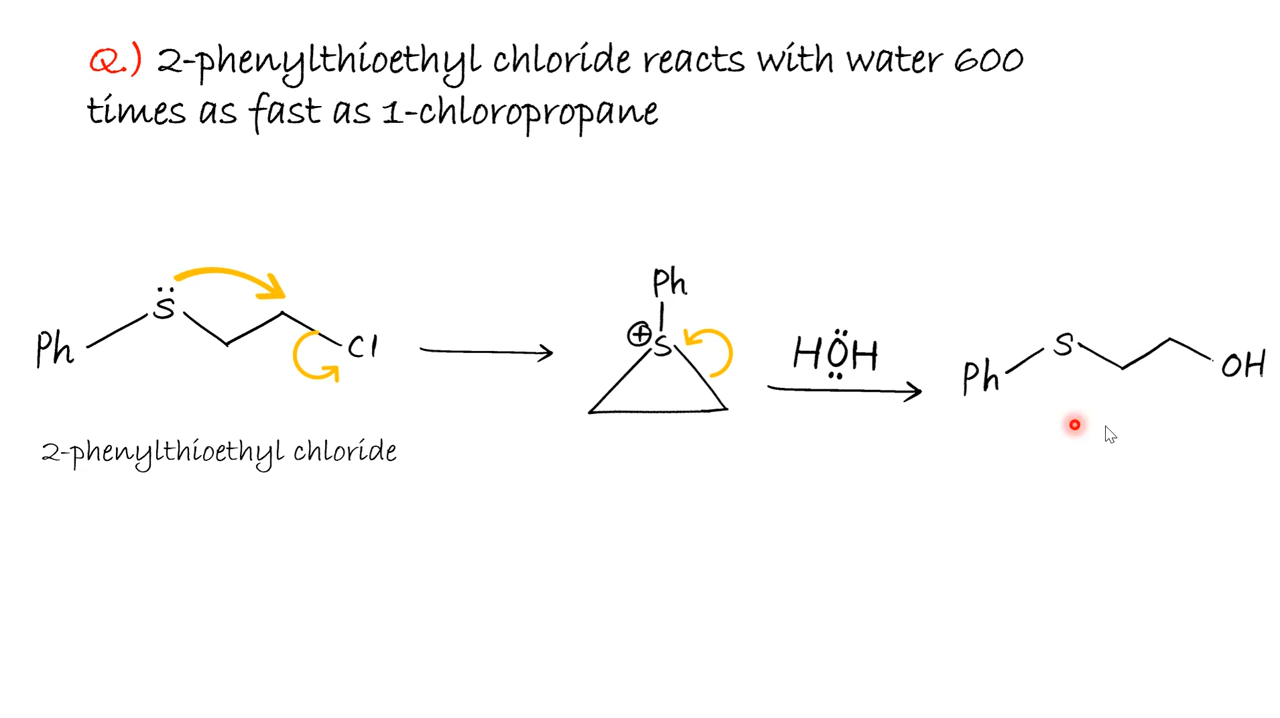 Q.) 2-phenylthioethyl chloride reacts with water 600
times as fast as 1-chloropropane
Ph
⊕S
HÖH
S
Ph
Cl
S
Ph
OH
2-phenylthioethyl chloride